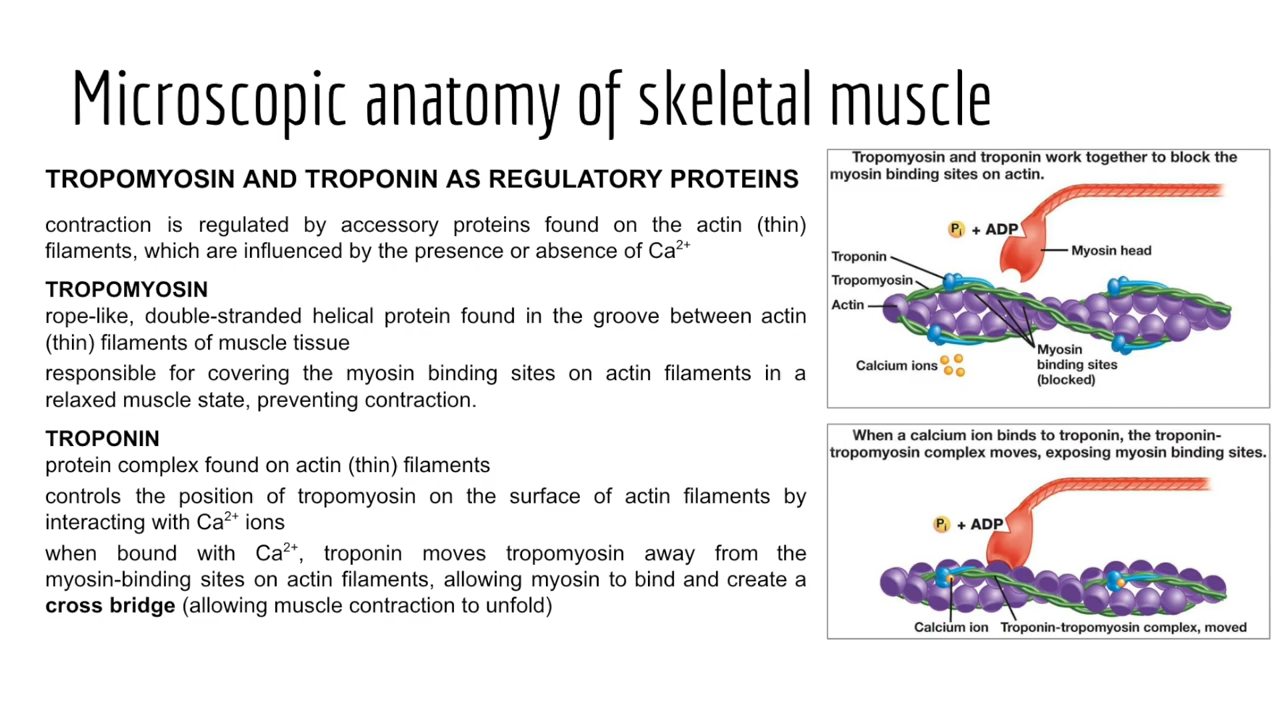 Microscopic anatomy of skeletal muscle
TROPOMYOSIN AND TROPONIN AS REGULATORY PROTEINS
contraction is regulated by accessory proteins found on the actin (thin)
filaments, which are influenced by the presence or absence of Ca²⁺
TROPOMYOSIN
rope-like, double-stranded helical protein found in the groove between actin
(thin) filaments of muscle tissue
responsible for covering the myosin binding sites on actin filaments in a
relaxed muscle state, preventing contraction.
TROPONIN
protein complex found on actin (thin) filaments
controls the position of tropomyosin on the surface of actin filaments by
interacting with Ca²⁺ ions
when bound with Ca²⁺, troponin moves tropomyosin away from the
myosin-binding sites on actin filaments, allowing myosin to bind and create a
cross bridge (allowing muscle contraction to unfold)
Tropomyosin and troponin work together to block the
myosin binding sites on actin.
Pi + ADP
Myosin head
Troponin
Tropomyosin
Actin
Calcium ions
Myosin
binding sites
(blocked)
When a calcium ion binds to troponin, the troponin-
tropomyosin complex moves, exposing myosin binding sites.
Pi + ADP
Calcium ion
Troponin-tropomyosin complex, moved